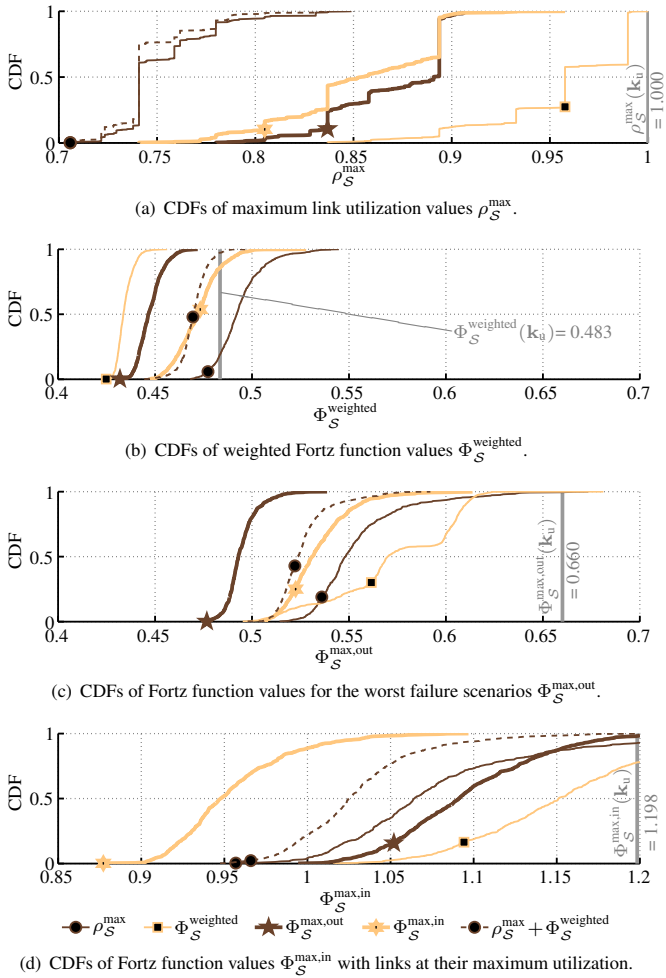 CDF
1
0.5
0
0.7 0.75 0.8 0.85 0.9 0.95 1
ρ_S^max
ρ_S^max(k_u) = 1.000
(a) CDFs of maximum link utilization values ρ_S^max.
CDF
1
0.5
0
0.4 0.45 0.5 0.55 0.6 0.65 0.7
Φ_S^weighted(k_u) = 0.483
Φ_S^weighted
(b) CDFs of weighted Fortz function values Φ_S^weighted.
CDF
1
0.5
0
0.4 0.45 0.5 0.55 0.6 0.65 0.7
Φ_S^max,out(k_u)
= 0.660
Φ_S^max,out
(c) CDFs of Fortz function values for the worst failure scenarios Φ_S^max,out.
CDF
1
0.5
0
0.85 0.9 0.95 1 1.05 1.1 1.15 1.2
Φ_S^max,in(k_u)
= 1.198
Φ_S^max,in
ρ_S^max Φ_S^weighted Φ_S^max,out Φ_S^max,in ρ_S^max + Φ_S^weighted
(d) CDFs of Fortz function values Φ_S^max,in with links at their maximum utilization.